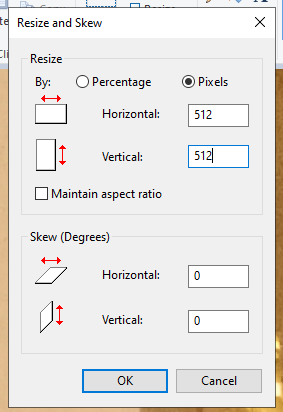 Resize and Skew
Resize
By: Percentage Pixels
Horizontal: 512
Vertical: 512
Maintain aspect ratio
Skew (Degrees)
Horizontal: 0
Vertical: 0
OK Cancel